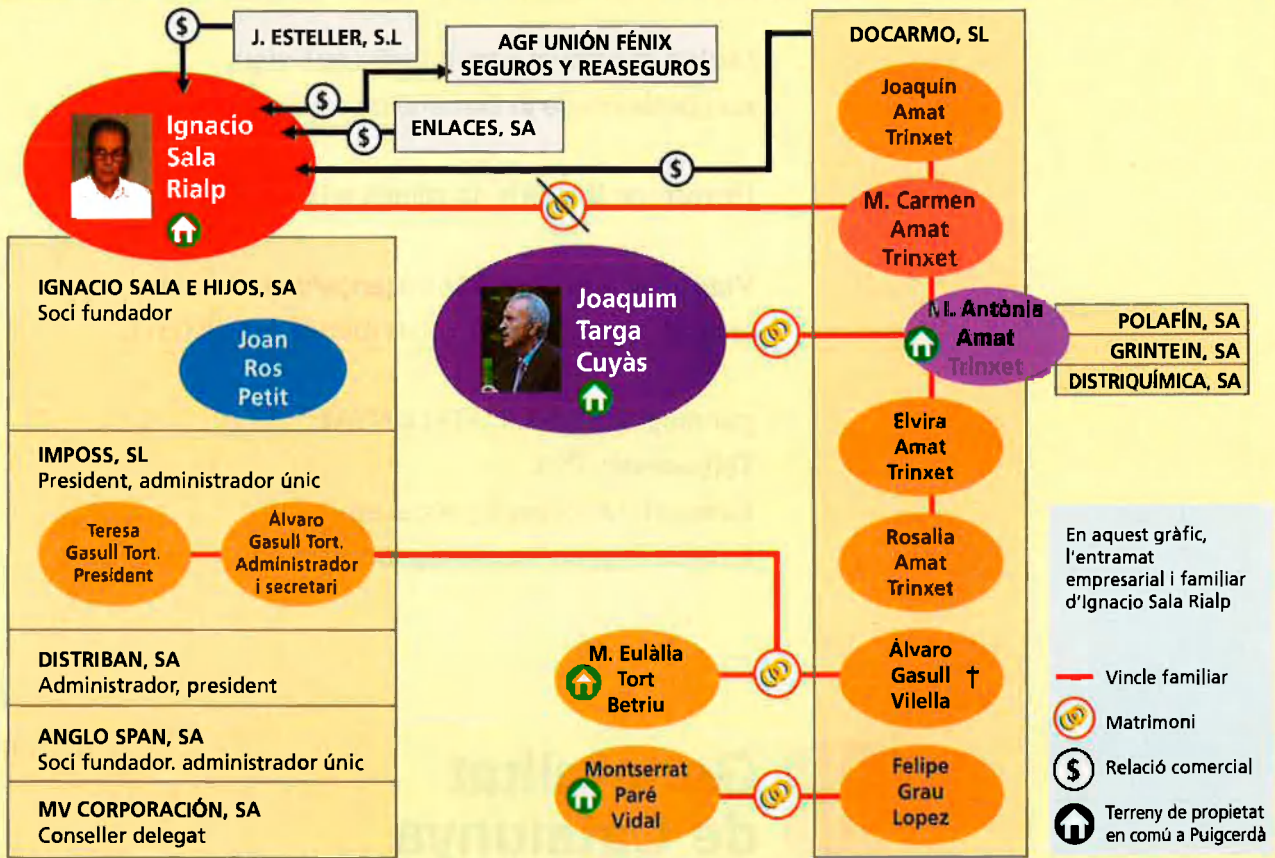 J. ESTELLER, S.L
AGF UNIÓN FÉNIX
SEGUROS Y REASEGUROS
ENLACES, SA
Ignacio
Sala
Rialp
IGNACIO SALA E HIJOS, SA
Soci fundador
Joan
Ros
Petit
IMPOSS, SL
President, administrador únic
Teresa
Gasull Tort.
President
Álvaro
Gasull Tort.
Administrador
i secretari
DISTRIBAN, SA
Administrador, president
ANGLO SPAN, SA
Soci fundador. administrador únic
MV CORPORACIÓN, SA
Conseller delegat
Joaquim
Targa
Cuyàs
M. Eulàlia
Tort
Betriu
Montserrat
Paré
Vidal
DOCARMO, SL
Joaquín
Amat
Trinxet
M. Carmen
Amat
Trinxet
M. Antònia
Amat
Trinxet
Elvira
Amat
Trinxet
Rosalia
Amat
Trinxet
Àlvaro
Gasull †
Vilella
Felipe
Grau
Lopez
POLAFÍN, SA
GRINTEIN, SA
DISTRIQUÍMICA, SA
En aquest gràfic,
l'entramat
empresarial i familiar
d'Ignacio Sala Rialp
Vincle familiar
Matrimoni
$ Relació comercial
Terreny de propietat
en comú a Puigcerdà